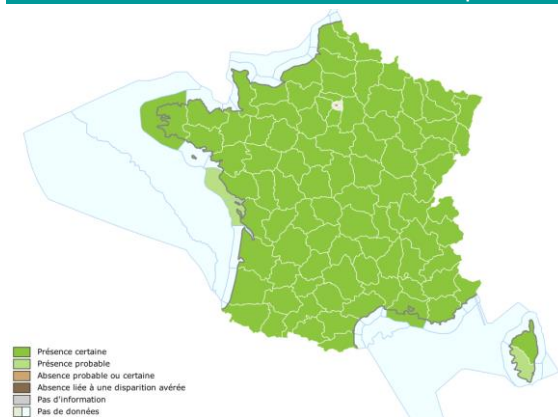 Présence certaine
Présence probable
Absence probable ou certaine
Absence liée à une disparition avérée
Pas d'information
Pas de données